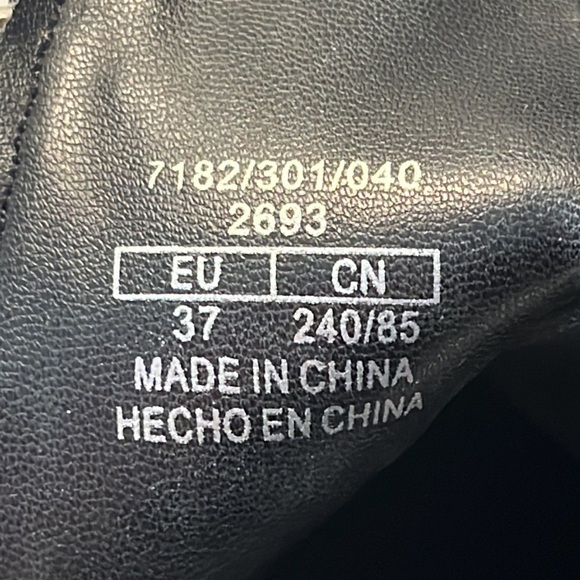 7182/301/040
2693
EU CN
37 240/85
MADE IN CHINA
HECHO EN CHINA